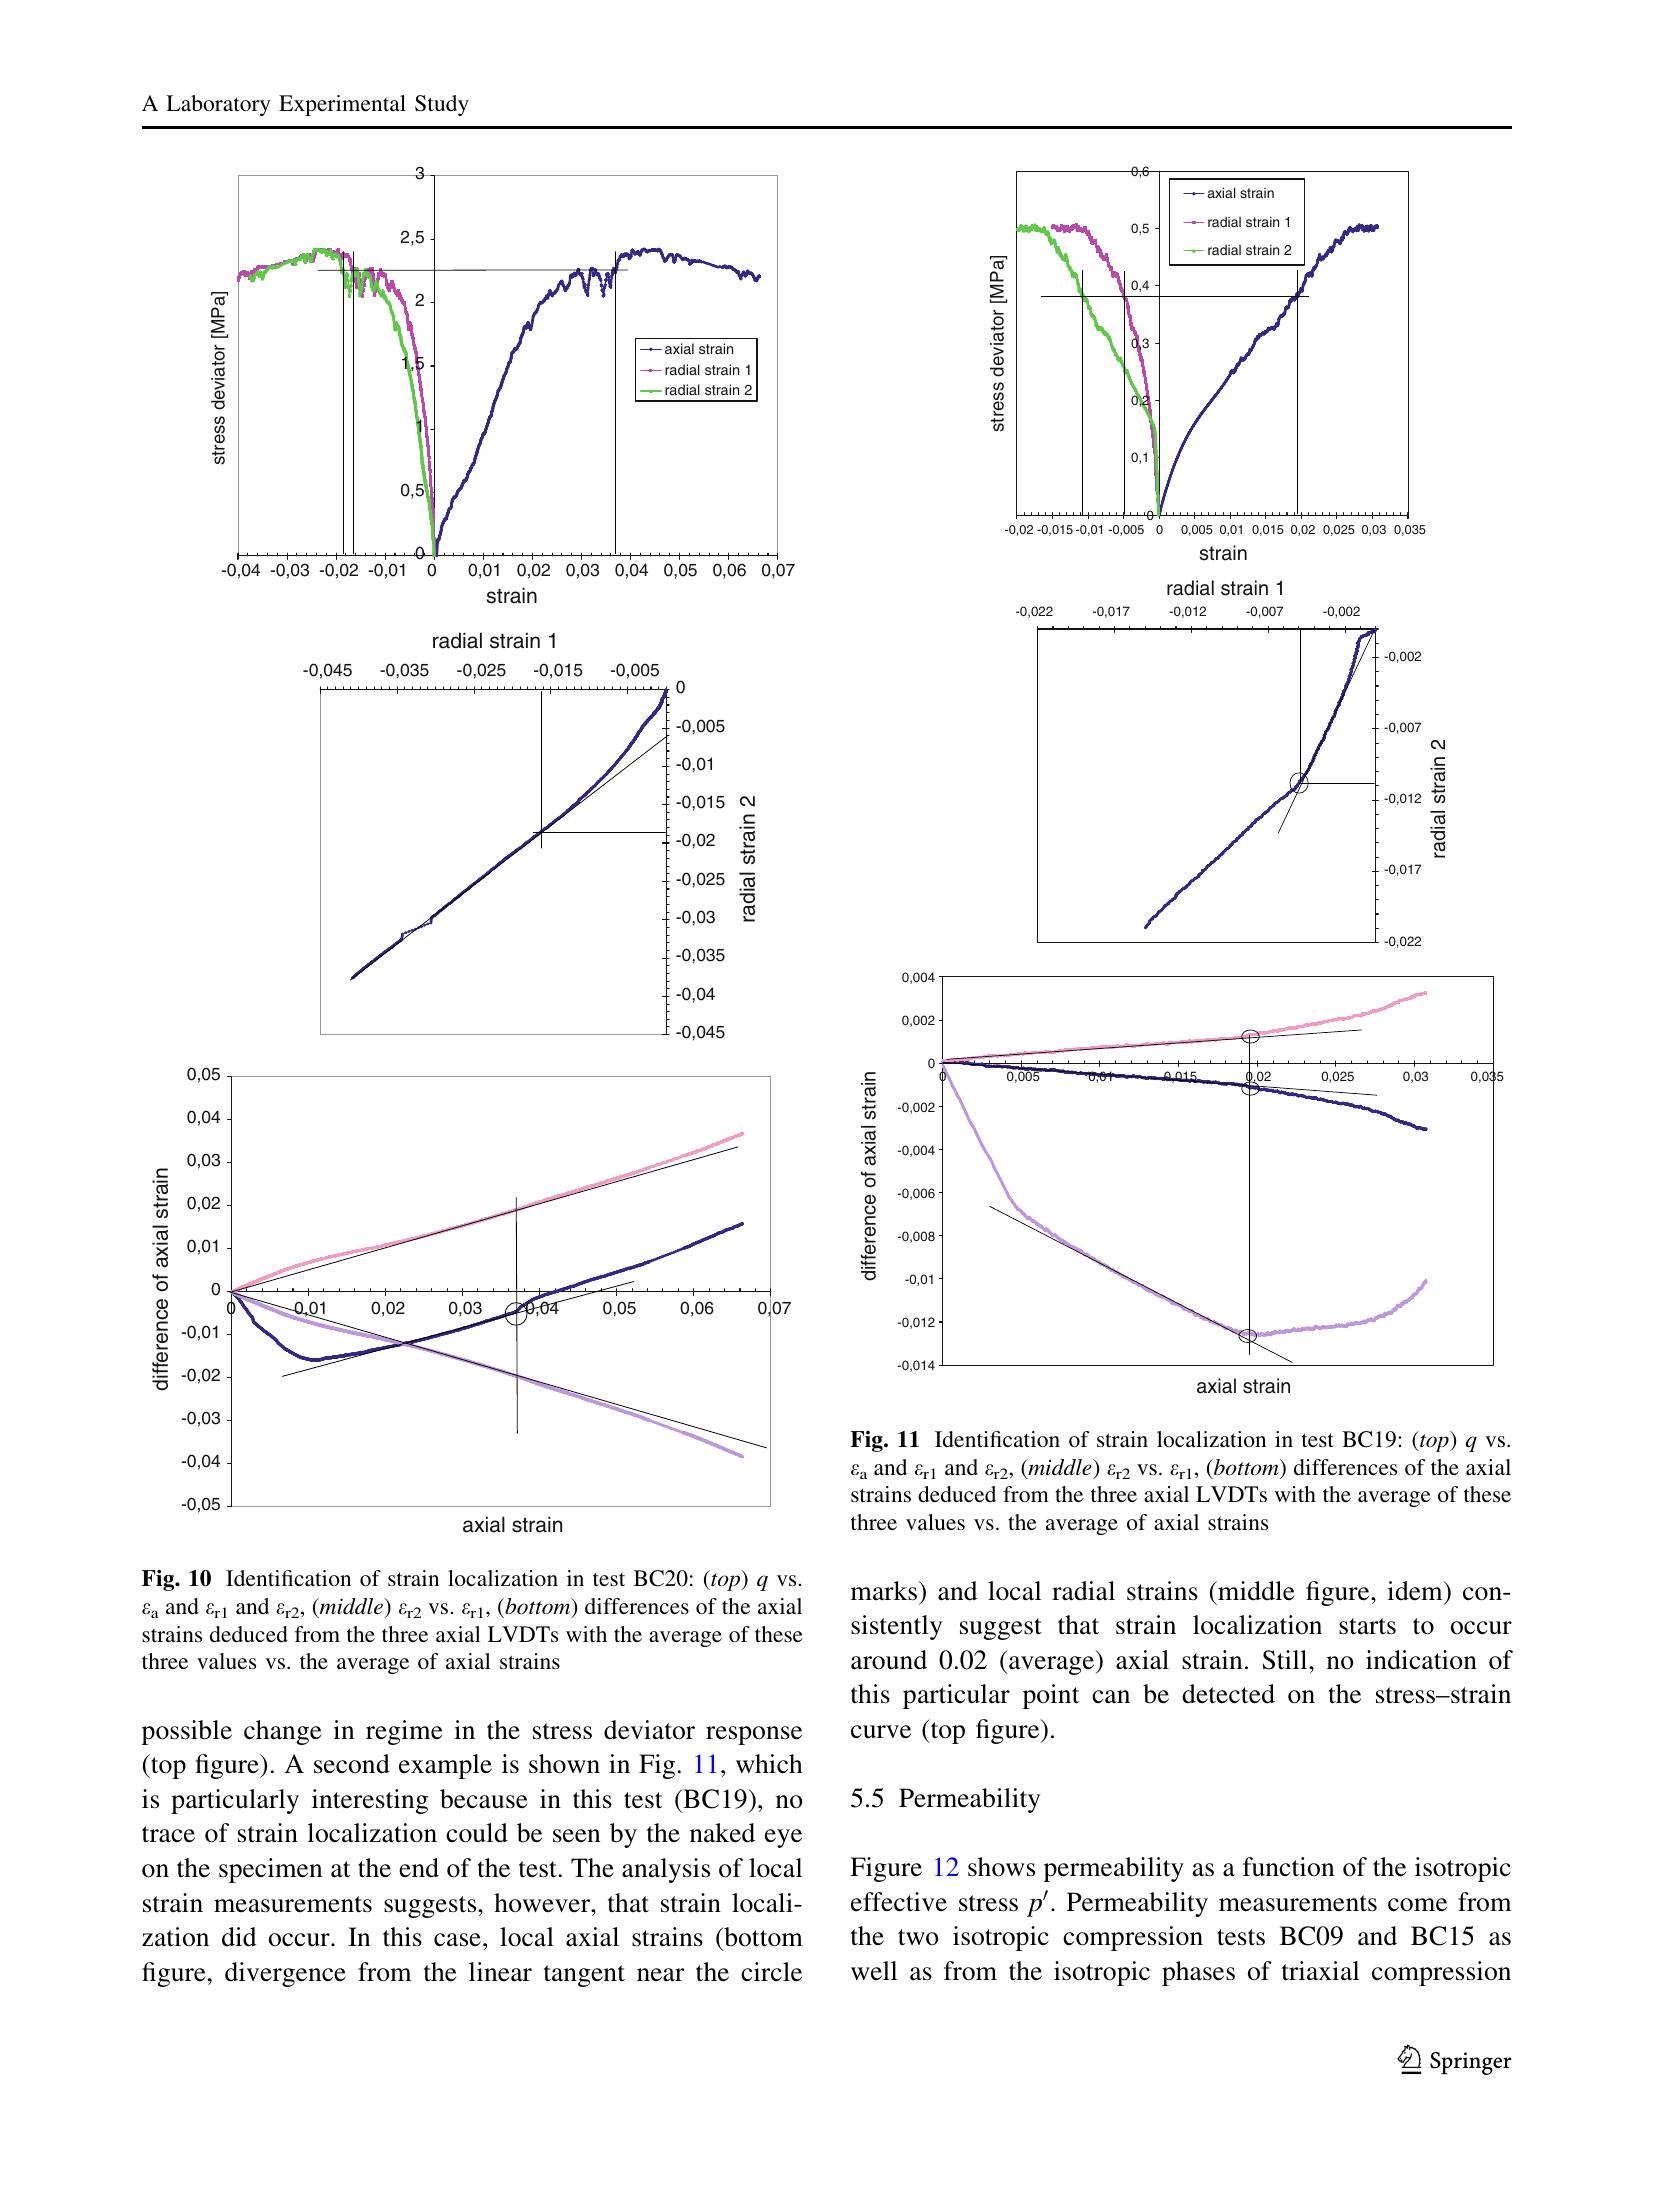 A Laboratory Experimental Study
3
2,5
2
1,5
1
0,5
0
stress deviator [MPa]
axial strain
radial strain 1
radial strain 2
-0,04 -0,03 -0,02 -0,01 0 0,01 0,02 0,03 0,04 0,05 0,06 0,07
strain
radial strain 1
-0,045 -0,035 -0,025 -0,015 -0,005
0
-0,005
-0,01
-0,015
-0,02
-0,025
-0,03
-0,035
-0,04
-0,045
radial strain 2
0,05
0,04
0,03
0,02
0,01
0
-0,01
-0,02
-0,03
-0,04
-0,05
difference of axial strain
0 0,01 0,02 0,03 0,04 0,05 0,06 0,07
axial strain
Fig. 10 Identification of strain localization in test BC20: (top) q vs.
εa and εr1 and εr2, (middle) εr2 vs. εr1, (bottom) differences of the axial
strains deduced from the three axial LVDTs with the average of these
three values vs. the average of axial strains
possible change in regime in the stress deviator response
(top figure). A second example is shown in Fig. 11, which
is particularly interesting because in this test (BC19), no
trace of strain localization could be seen by the naked eye
on the specimen at the end of the test. The analysis of local
strain measurements suggests, however, that strain locali-
zation did occur. In this case, local axial strains (bottom
figure, divergence from the linear tangent near the circle
0,6
0,5
0,4
0,3
0,2
0,1
0
stress deviator [MPa]
axial strain
radial strain 1
radial strain 2
-0,02 -0,015 -0,01 -0,005 0 0,005 0,01 0,015 0,02 0,025 0,03 0,035
strain
radial strain 1
-0,022 -0,017 -0,012 -0,007 -0,002
-0,002
-0,007
-0,012
-0,017
-0,022
radial strain 2
0,004
0,002
0
-0,002
-0,004
-0,006
-0,008
-0,01
-0,012
-0,014
difference of axial strain
0 0,005 0,01 0,015 0,02 0,025 0,03 0,035
axial strain
Fig. 11 Identification of strain localization in test BC19: (top) q vs.
εa and εr1 and εr2, (middle) εr2 vs. εr1, (bottom) differences of the axial
strains deduced from the three axial LVDTs with the average of these
three values vs. the average of axial strains
marks) and local radial strains (middle figure, idem) con-
sistently suggest that strain localization starts to occur
around 0.02 (average) axial strain. Still, no indication of
this particular point can be detected on the stress–strain
curve (top figure).
5.5 Permeability
Figure 12 shows permeability as a function of the isotropic
effective stress p′. Permeability measurements come from
the two isotropic compression tests BC09 and BC15 as
well as from the isotropic phases of triaxial compression
Springer